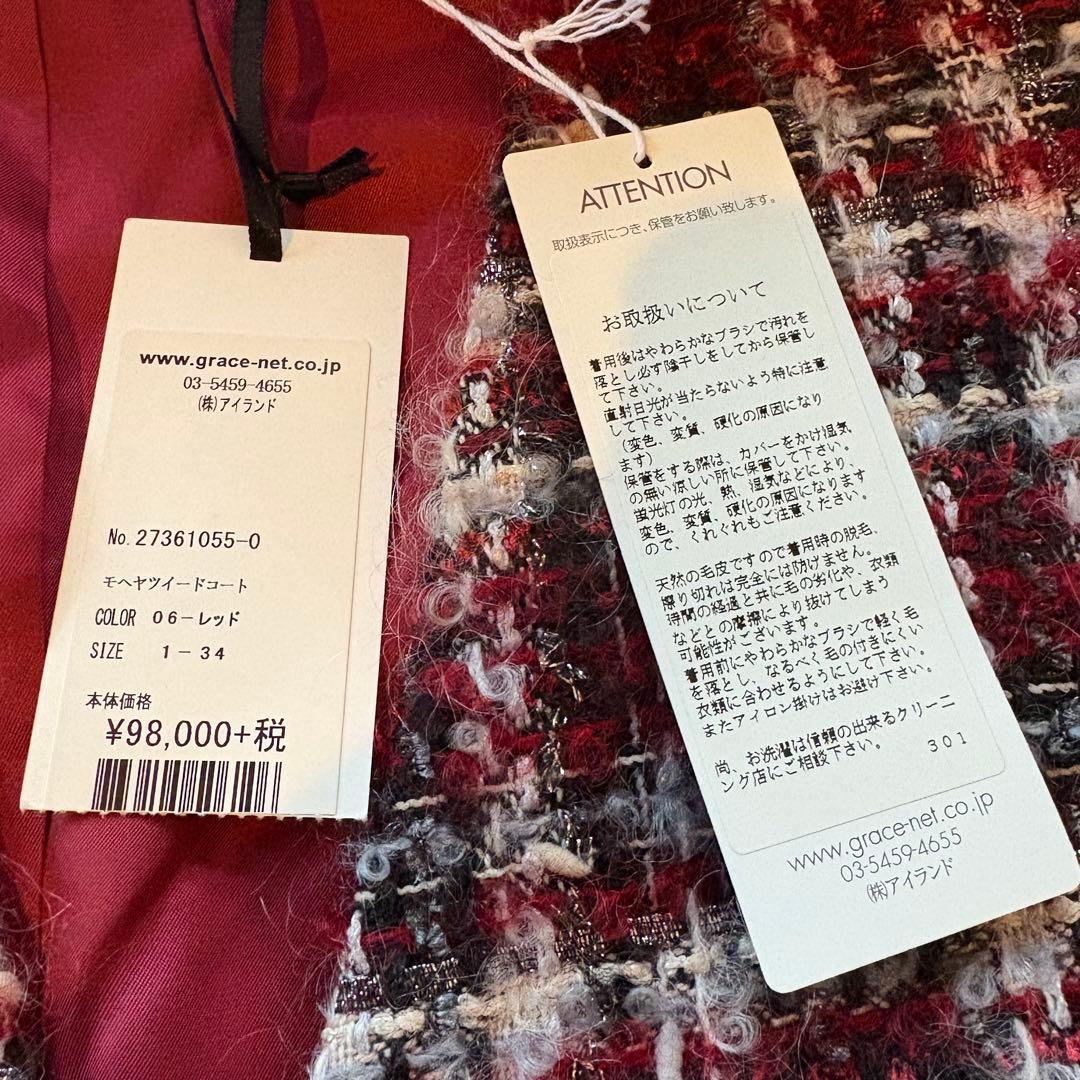 www.grace-net.co.jp
03-5459-4655
(株)アイランド
No. 27361055-0
モヘヤツイードコート
COLOR 06-レッド
SIZE 1-34
本体価格
¥98,000+税
ATTENTION
取扱表示につき、保管をお願い致します。
お取扱いについて
着用後はやわらかなブラシで汚れを
落とし必ず陰干しをしてから保管し
て下さい。
直射日光が当たらないよう特に注意
して下さい。
(変色、変質、硬化の原因になり
ます)
保管をする際は、カバーをかけ湿気
の無い涼しい所に保管して下さい。
蛍光灯の光、熱、湿気などにより、
変色、変質、硬化の原因になります
ので、くれぐれもご注意ください。
天然の毛皮ですので着用時の脱毛、
擦り切れは完全には防げません。
時間の経過と共に毛の劣化や、衣類
などとの摩擦により抜けてしまう
可能性がございます。
着用前にやわらかなブラシで軽く毛
を落とし、なるべく毛の付きにくい
衣類に合わせるようにして下さい。
またアイロン掛けはお避け下さい。
尚、お洗濯は信頼の出来るクリーニ
ング店にご相談下さい。 301
www.grace-net.co.jp
03-5459-4655
(株)アイランド